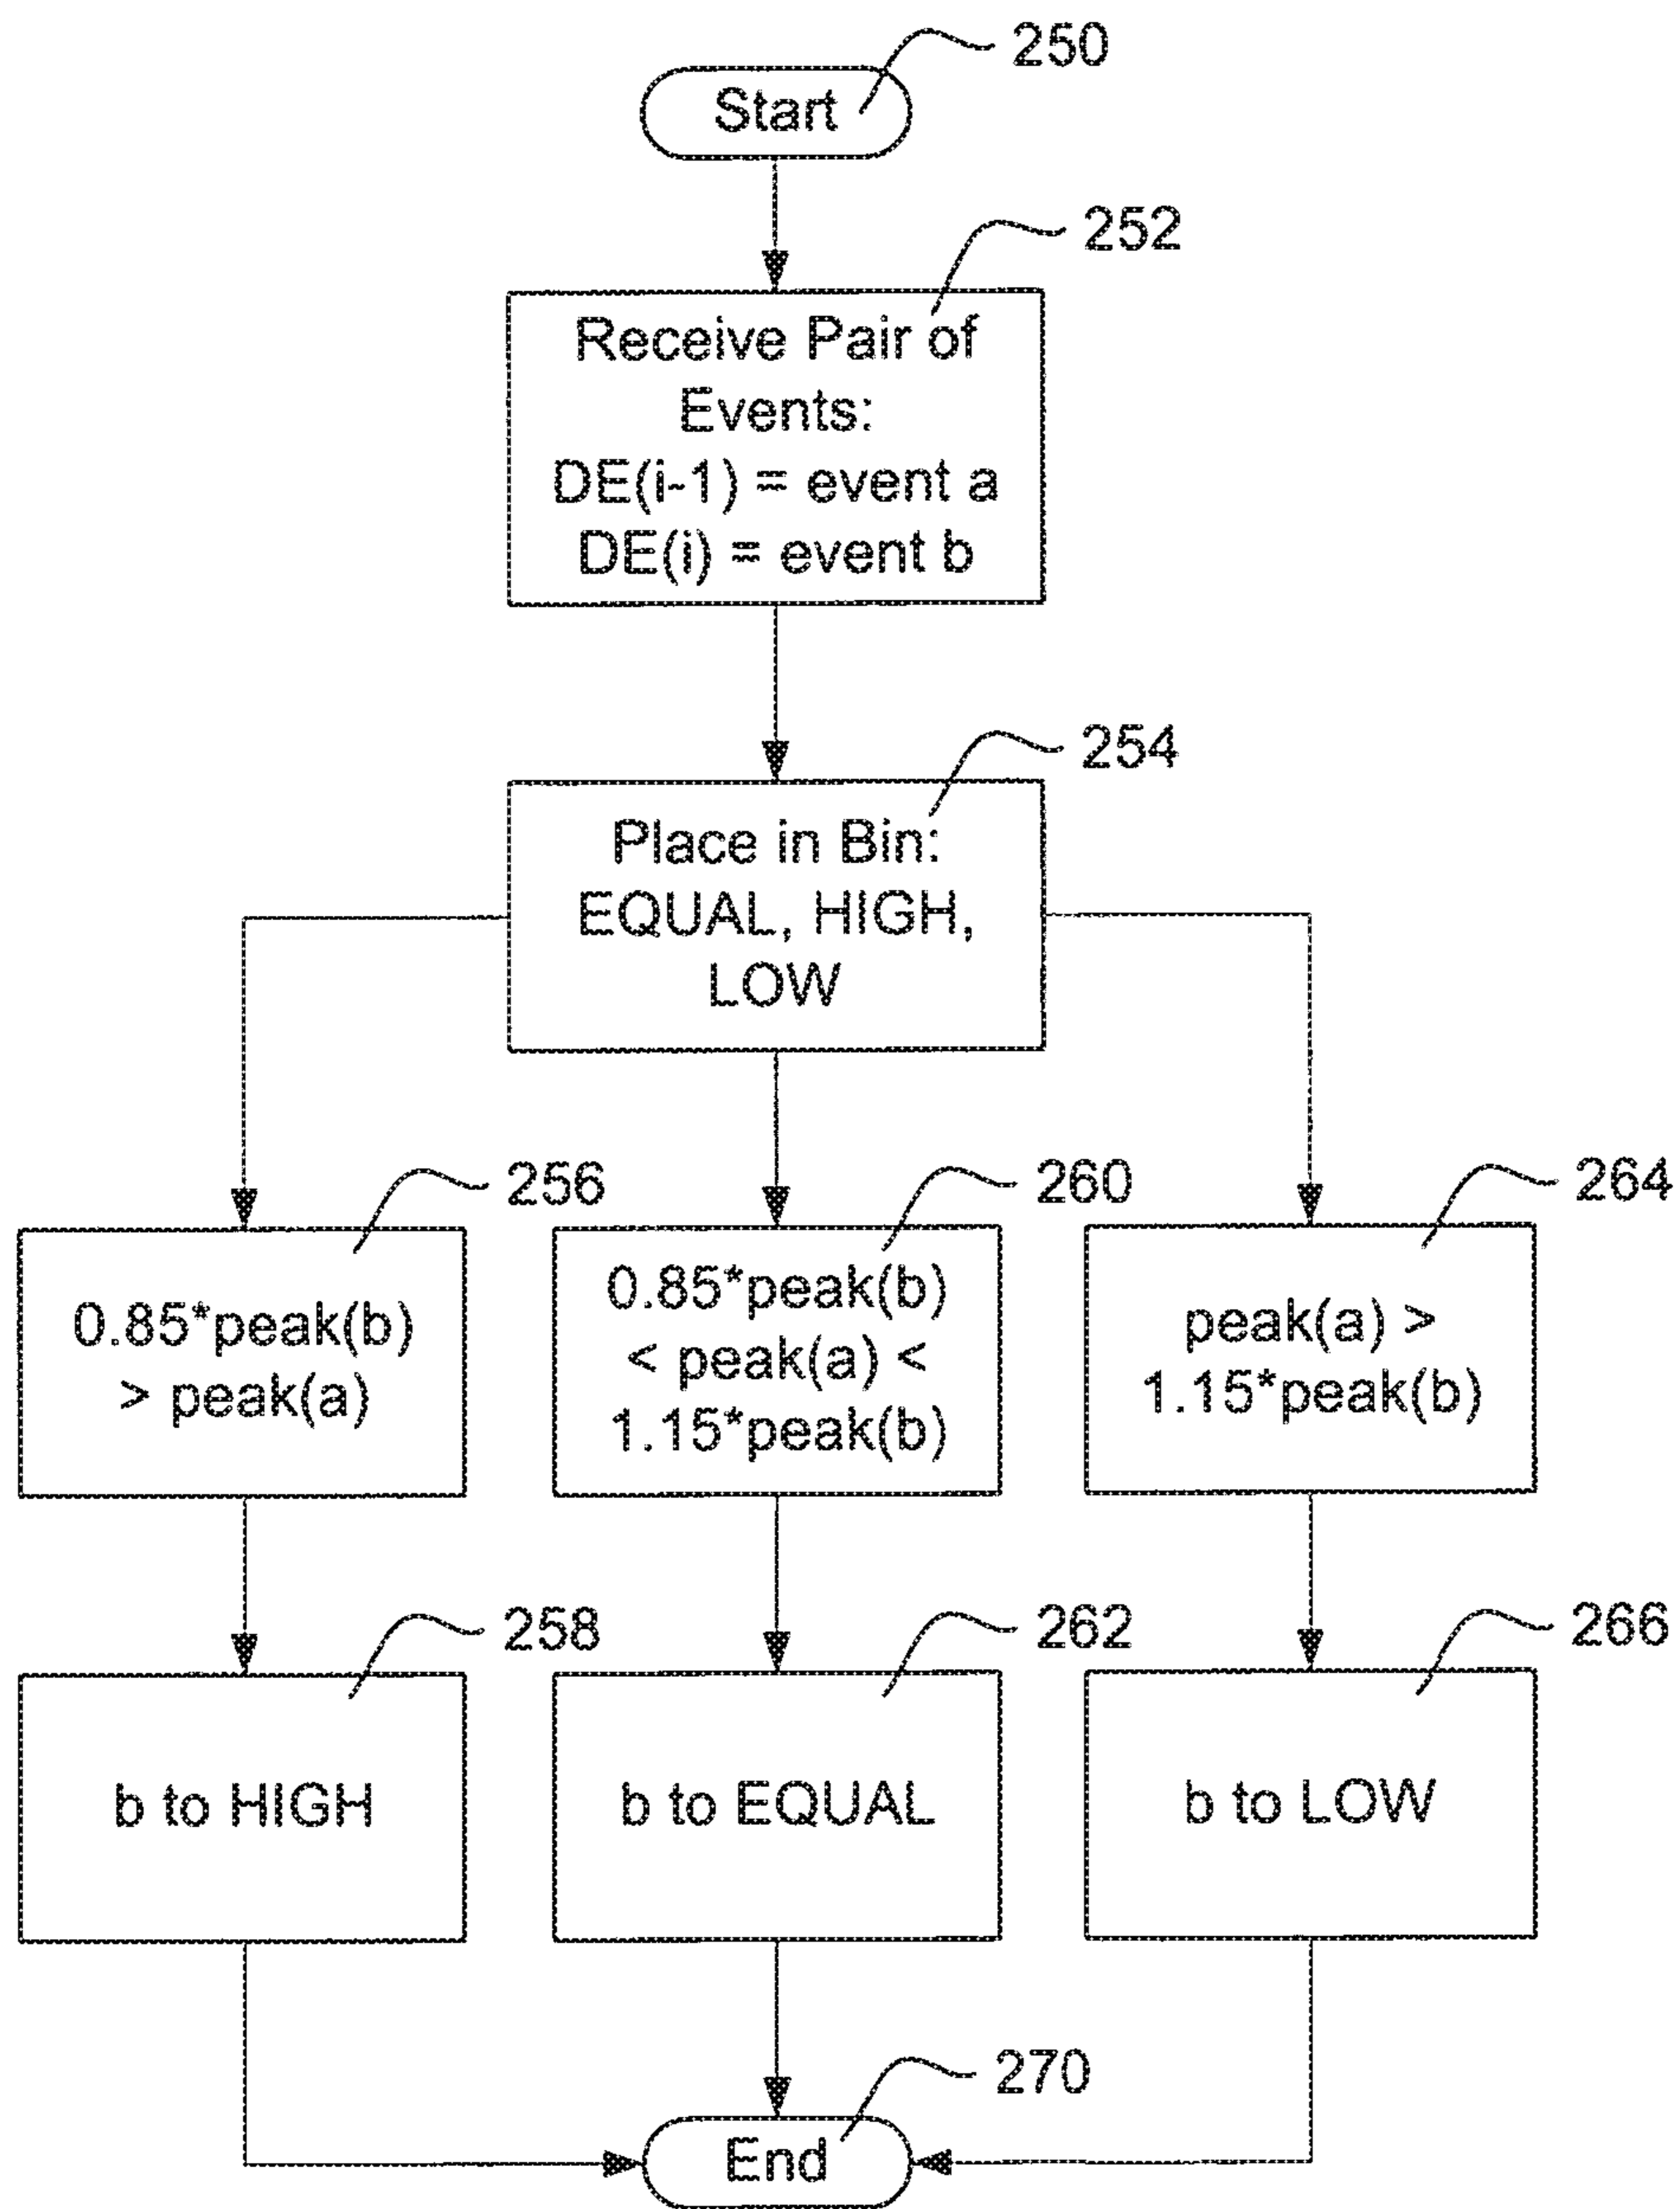 250
Start
252
Receive Pair of
Events:
DE(i-1) = event a
DE(i) = event b
254
Place in Bin:
EQUAL, HIGH,
LOW
256
0.85*peak(b)
> peak(a)
260
0.85*peak(b)
< peak(a) <
1.15*peak(b)
264
peak(a) >
1.15*peak(b)
258
b to HIGH
262
b to EQUAL
266
b to LOW
270
End